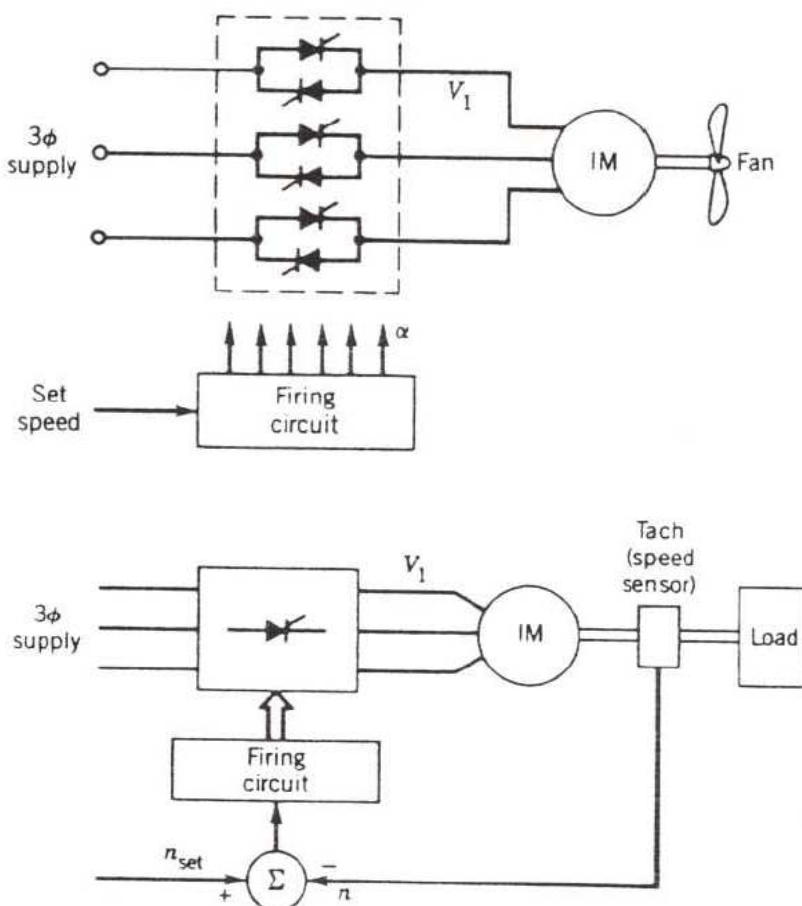 3ϕ
supply
V₁
IM
Fan
α
Set
speed
Firing
circuit
Tach
(speed
sensor)
3ϕ
supply
V₁
IM
Load
Firing
circuit
n_set
+
Σ
−
n